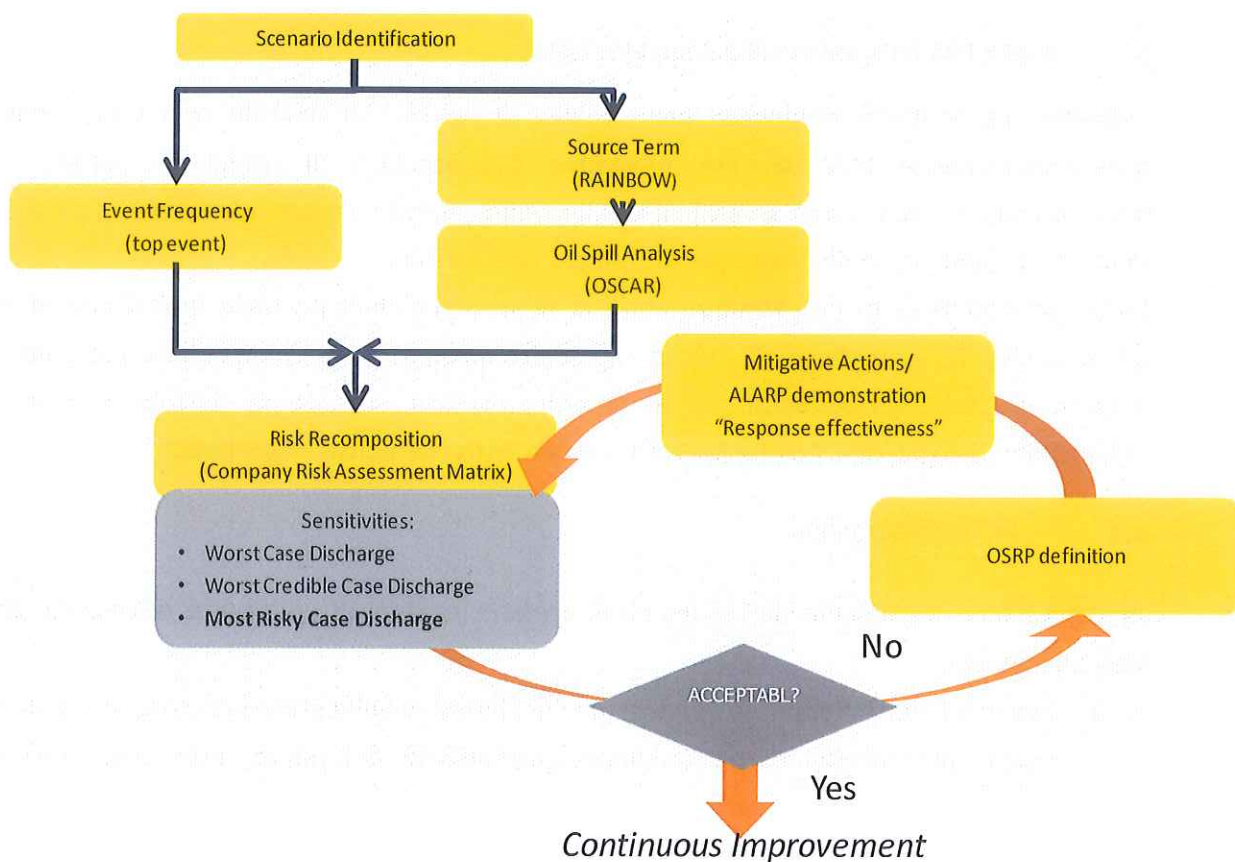 Scenario Identification
Source Term
(RAINBOW)
Event Frequency
(top event)
Oil Spill Analysis
(OSCAR)
Mitigative Actions/
ALARP demonstration
“Response effectiveness”
Risk Recomposition
(Company Risk Assessment Matrix)
Sensitivities:
• Worst Case Discharge
• Worst Credible Case Discharge
• Most Risky Case Discharge
OSRP definition
No
ACCEPTABL?
Yes
Continuous Improvement